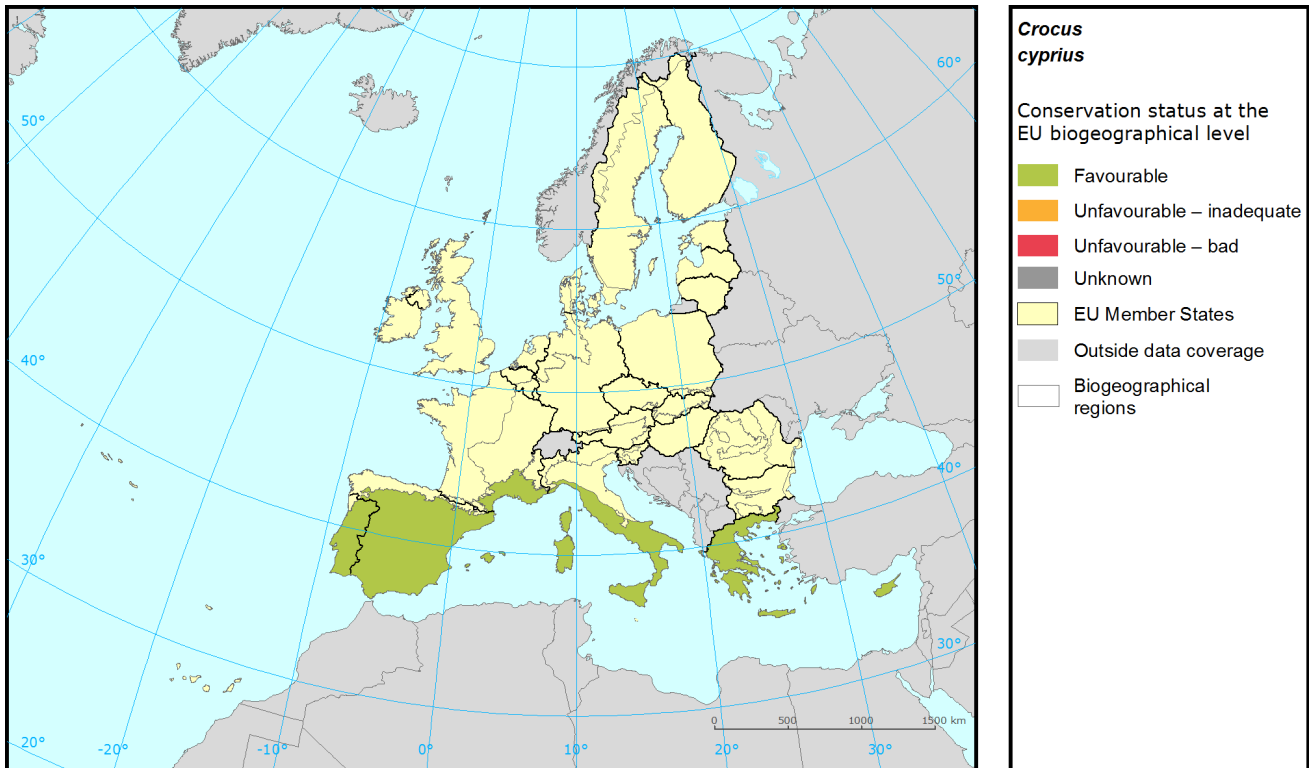 Crocus
cyprius
Conservation status at the
EU biogeographical level
Favourable
Unfavourable – inadequate
Unfavourable – bad
Unknown
EU Member States
Outside data coverage
Biogeographical
regions
60°
50°
50°
40°
40°
30°
30°
0 500 1000 1500 km
20° -20° -10° 0° 10° 20° 30°